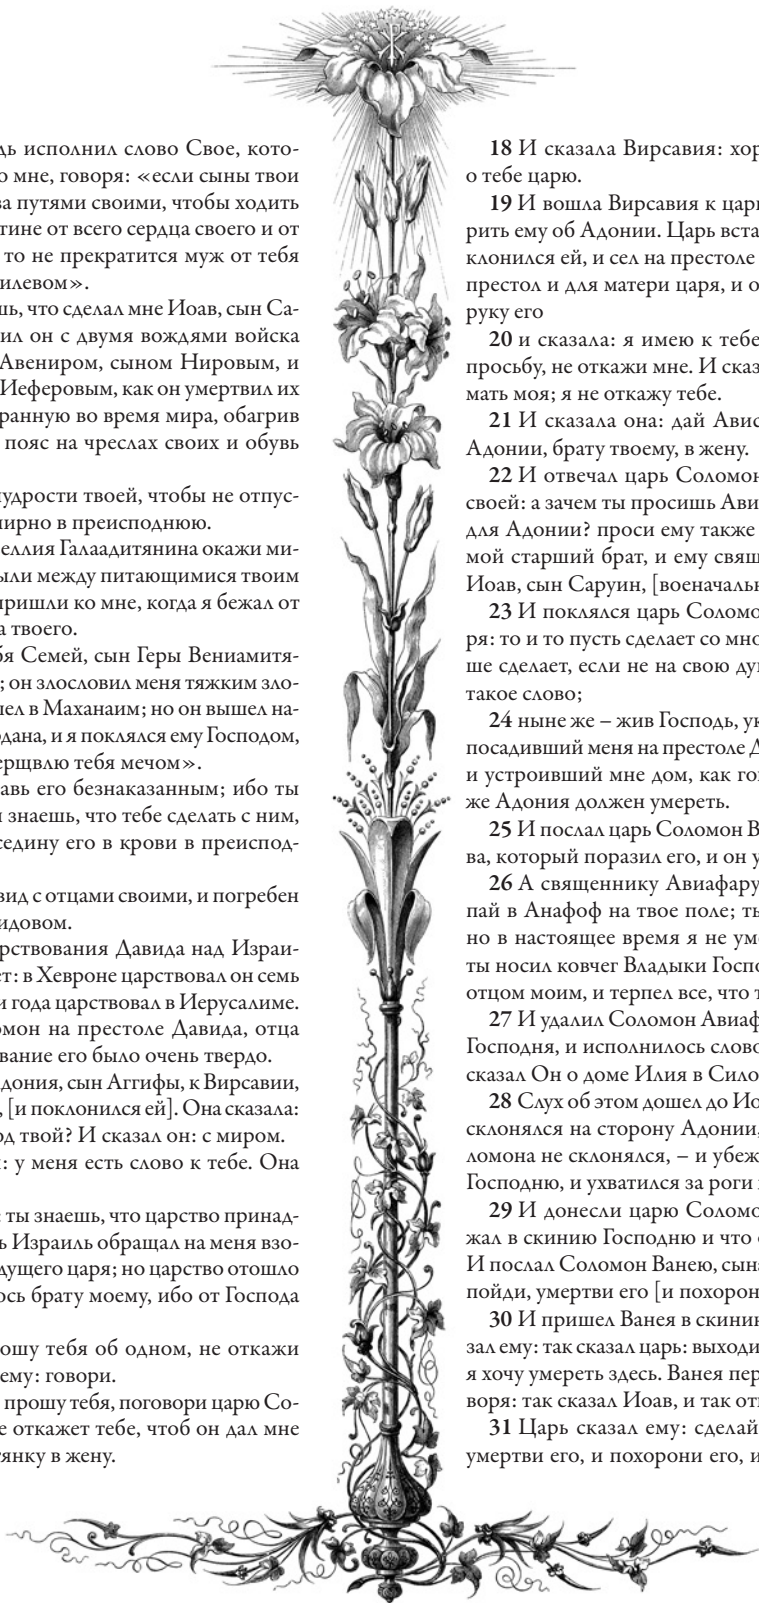 дь исполнил слово Свое, кото-
о мне, говоря: «если сыны твои
за путями своими, чтобы ходить
тине от всего сердца своего и от
то не прекратится муж от тебя
илевом».
шь, что сделал мне Иоав, сын Са-
ил он с двумя вождями войска
Авениром, сыном Нировым, и
Иеферовым, как он умертвил их
ранную во время мира, обагрив
пояс на чреслах своих и обувь
удрости твоей, чтобы не отпус-
мирно в преисподнюю.
еллия Галаадитянина окажи ми-
ыли между питающимися твоим
пришли ко мне, когда я бежал от
а твоего.
бя Семей, сын Геры Вениамитя-
; он злословил меня тяжким зло-
шел в Маханаим; но он вышел на-
рдана, и я поклялся ему Господом,
ерщвлю тебя мечом».
авь его безнаказанным; ибо ты
и знаешь, что тебе сделать с ним,
седину его в крови в преиспод-
вид с отцами своими, и погребен
идовом.
арствования Давида над Израи-
ет: в Хевроне царствовал он семь
и года царствовал в Иерусалиме.
омон на престоле Давида, отца
вание его было очень твердо.
дония, сын Аггифы, к Вирсавии,
, [и поклонился ей]. Она сказала:
од твой? И сказал он: с миром.
: у меня есть слово к тебе. Она
: ты знаешь, что царство принад-
ь Израиль обращал на меня взо-
дущего царя; но царство отошло
ось брату моему, ибо от Господа
ошу тебя об одном, не откажи
ему: говори.
прошу тебя, поговори царю Со-
е откажет тебе, чтоб он дал мне
тянку в жену.
18 И сказала Вирсавия: хор
о тебе царю.
19 И вошла Вирсавия к цар
рить ему об Адонии. Царь вста
клонился ей, и сел на престоле
престол и для матери царя, и о
руку его
20 и сказала: я имею к тебе
просьбу, не откажи мне. И сказ
мать моя; я не откажу тебе.
21 И сказала она: дай Авис
Адонии, брату твоему, в жену.
22 И отвечал царь Соломон
своей: а зачем ты просишь Ави
для Адонии? проси ему также
мой старший брат, и ему свящ
Иоав, сын Саруин, [военачальн
23 И поклялся царь Соломо
ря: то и то пусть сделает со мно
ше сделает, если не на свою ду
такое слово;
24 ныне же – жив Господь, ук
посадивший меня на престоле Д
и устроивший мне дом, как гов
же Адония должен умереть.
25 И послал царь Соломон В
ва, который поразил его, и он у
26 А священнику Авиафару
пай в Анафоф на твое поле; ты
но в настоящее время я не ум
ты носил ковчег Владыки Госпо
отцом моим, и терпел все, что т
27 И удалил Соломон Авиаф
Господня, и исполнилось слово
сказал Он о доме Илия в Сило
28 Слух об этом дошел до Ио
склонялся на сторону Адонии,
ломона не склонялся, – и убеж
Господню, и ухватился за роги
29 И донесли царю Соломо
жал в скинию Господню и что
И послал Соломон Ванею, сын
пойди, умертви его [и похорон
30 И пришел Ванея в скини
зал ему: так сказал царь: выходи
я хочу умереть здесь. Ванея пер
воря: так сказал Иоав, и так от
31 Царь сказал ему: сделай
умертви его, и похорони его, и